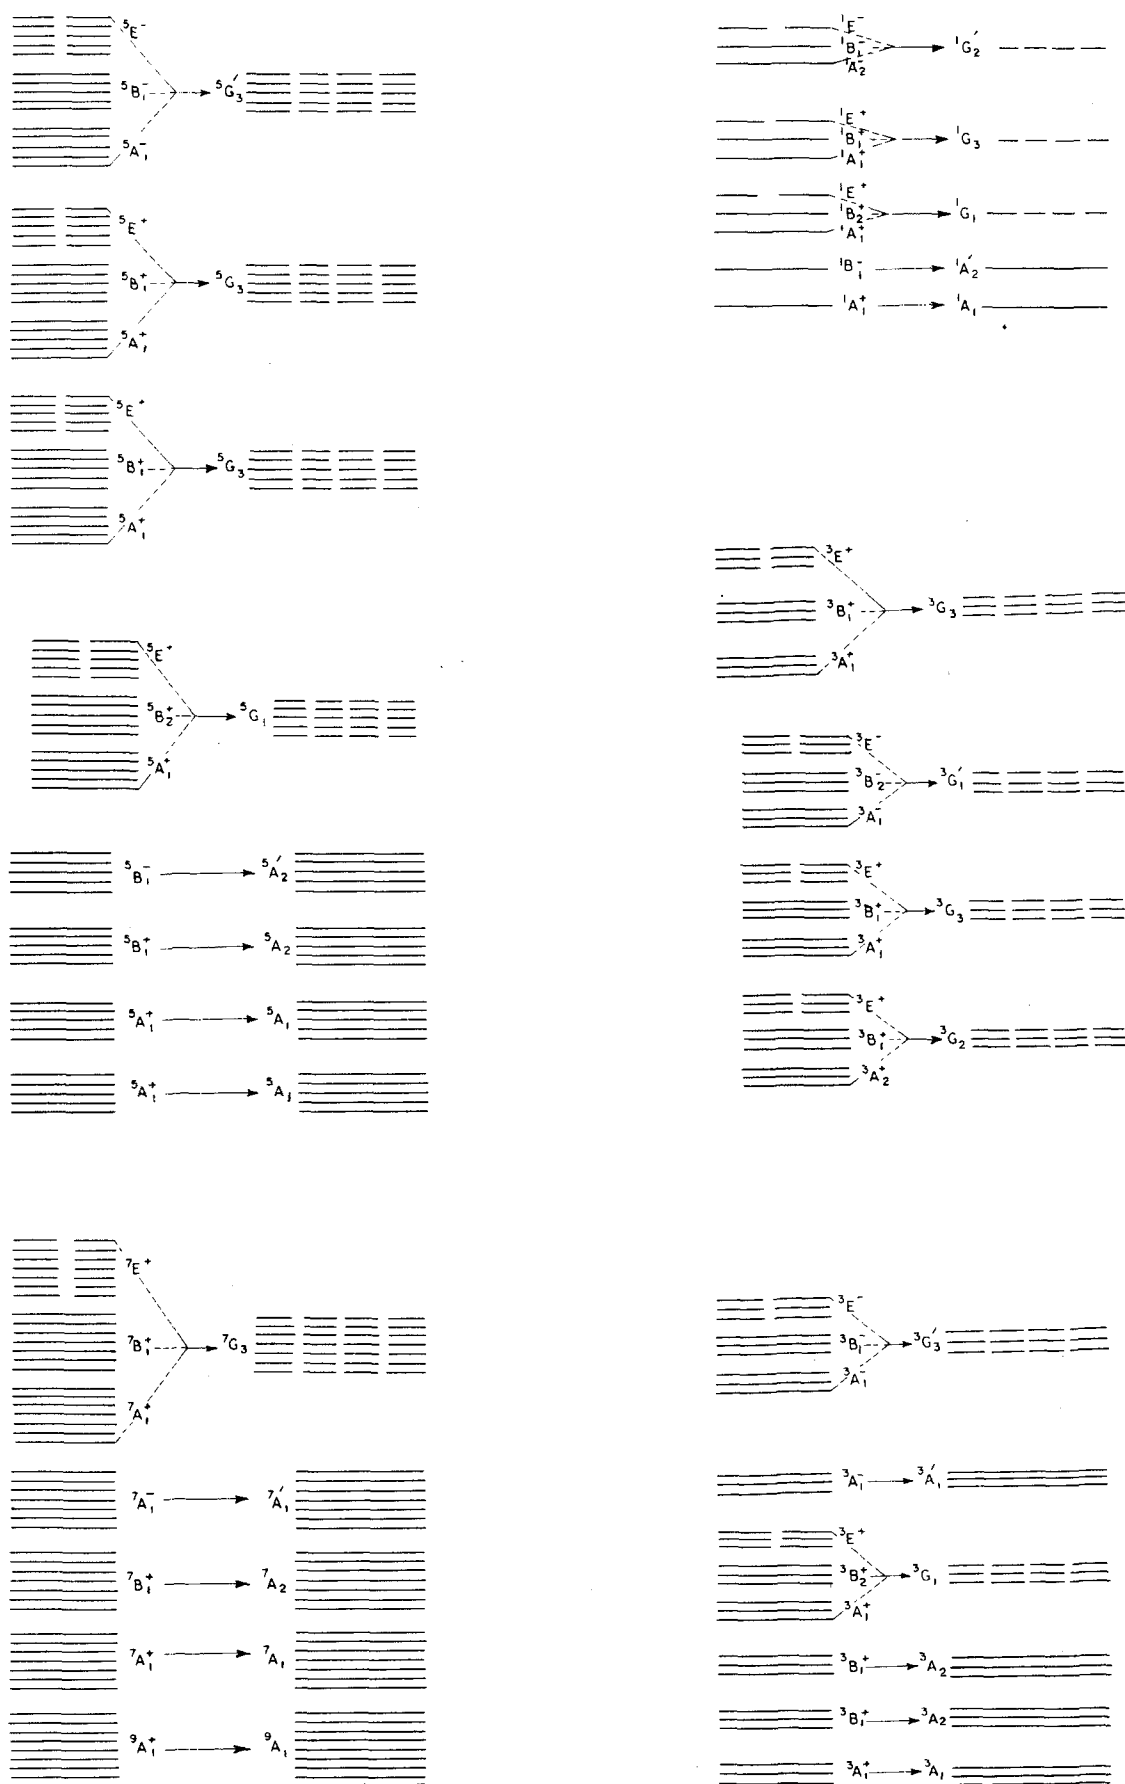 ⁵E⁻
⁵B₁⁻ ⁵G₃′
⁵A₁⁻
⁵E⁺
⁵B₁⁺ ⁵G₃
⁵A₁⁺
⁵E⁺
⁵B₁⁺ ⁵G₃
⁵A₁⁺
⁵E⁺
⁵B₂⁺ ⁵G₁
⁵A₁⁺
⁵B₁⁻ ⁵A₂′
⁵B₁⁺ ⁵A₂
⁵A₁⁺ ⁵A₁
⁵A₁⁺ ⁵A₁
⁷E⁺
⁷B₁⁺ ⁷G₃
⁷A₁⁺
⁷A₁⁻ ⁷A₁′
⁷B₁⁺ ⁷A₂
⁷A₁⁺ ⁷A₁
⁹A₁⁺ ⁹A₁
¹E⁻
¹B₁⁻ ¹G₂′
¹A₂⁻
¹E⁺
¹B₁⁺ ¹G₃
¹A₁⁺
¹E⁺
¹B₂⁺ ¹G₁
¹A₁⁺
¹B₁⁻ ¹A₂′
¹A₁⁺ ¹A₁
³E⁺
³B₁⁺ ³G₃
³A₁⁺
³E⁻
³B₂⁻ ³G₁′
³A₁⁻
³E⁺
³B₁⁺ ³G₃
³A₁⁺
³E⁺
³B₁⁺ ³G₂
³A₂⁺
³E⁻
³B₁⁻ ³G₃′
³A₁⁻
³A₁⁻ ³A₁′
³E⁺
³B₂⁺ ³G₁
³A₁⁺
³B₁⁺ ³A₂
³B₁⁺ ³A₂
³A₁⁺ ³A₁